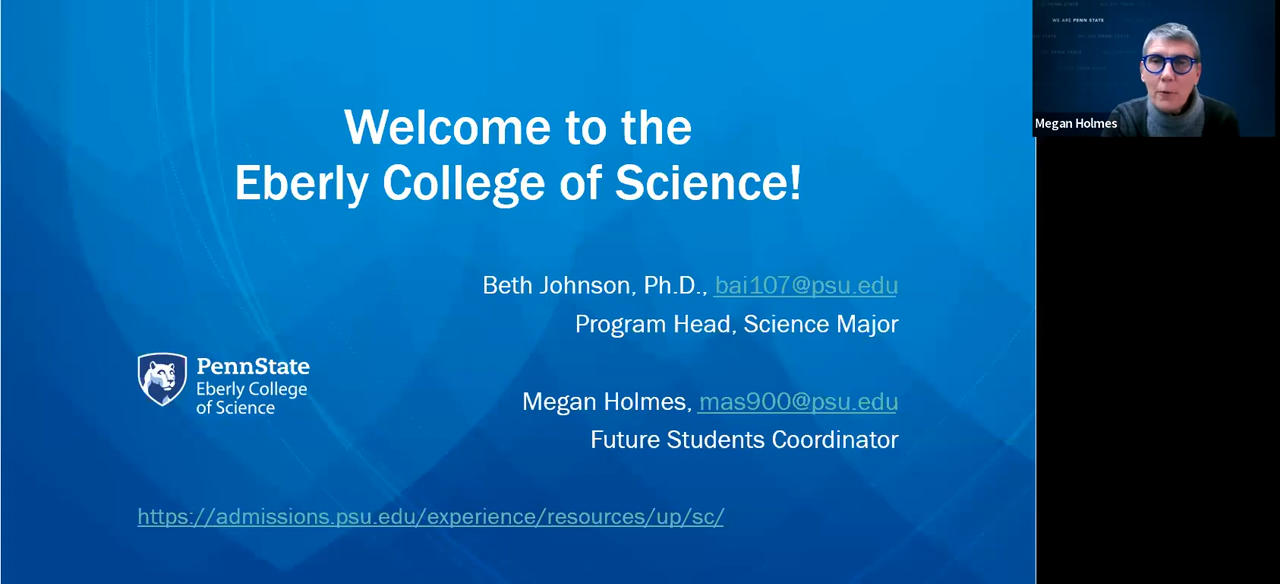 Welcome to the
Eberly College of Science!
Beth Johnson, Ph.D., bai107@psu.edu
Program Head, Science Major
PennState
Eberly College
of Science
Megan Holmes, mas900@psu.edu
Future Students Coordinator
https://admissions.psu.edu/experience/resources/up/sc/
WE ARE PENN STATE
Megan Holmes